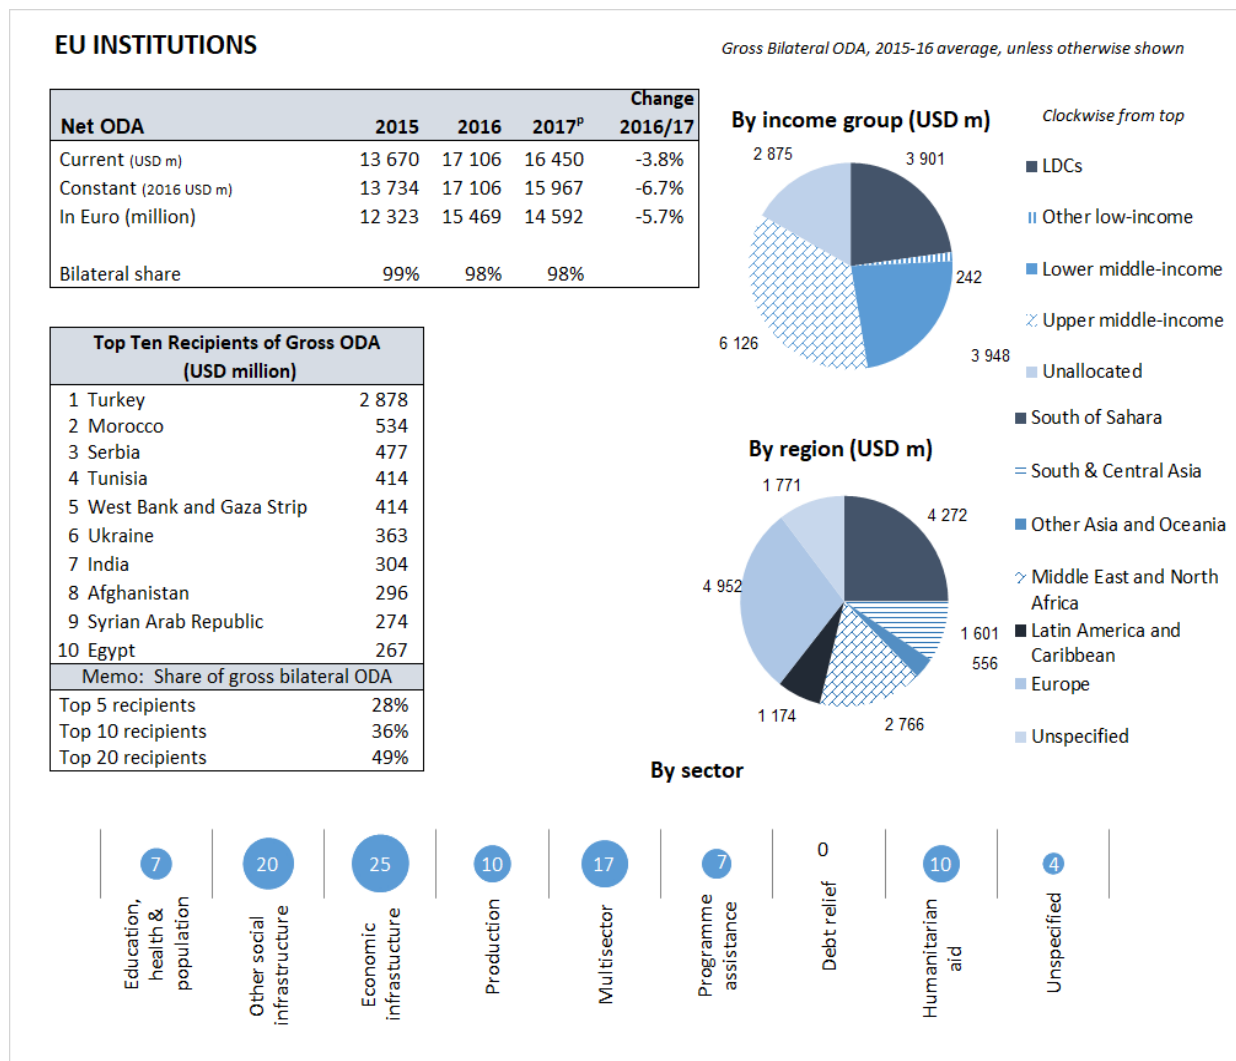 EU INSTITUTIONS
Gross Bilateral ODA, 2015-16 average, unless otherwise shown
Change
Net ODA 2015 2016 2017p 2016/17
Current (USD m) 13 670 17 106 16 450 -3.8%
Constant (2016 USD m) 13 734 17 106 15 967 -6.7%
In Euro (million) 12 323 15 469 14 592 -5.7%
Bilateral share 99% 98% 98%
Top Ten Recipients of Gross ODA
(USD million)
1 Turkey 2 878
2 Morocco 534
3 Serbia 477
4 Tunisia 414
5 West Bank and Gaza Strip 414
6 Ukraine 363
7 India 304
8 Afghanistan 296
9 Syrian Arab Republic 274
10 Egypt 267
Memo: Share of gross bilateral ODA
Top 5 recipients 28%
Top 10 recipients 36%
Top 20 recipients 49%
By income group (USD m)
Clockwise from top
2 875
3 901
242
3 948
6 126
LDCs
Other low-income
Lower middle-income
Upper middle-income
Unallocated
By region (USD m)
1 771
4 272
4 952
1 601
556
2 766
1 174
South of Sahara
South & Central Asia
Other Asia and Oceania
Middle East and North
Africa
Latin America and
Caribbean
Europe
Unspecified
By sector
7
20
25
10
17
7
0
10
4
Education,
health &
population
Other social
infrastructure
Economic
infrastucture
Production
Multisector
Programme
assistance
Debt relief
Humanitarian
aid
Unspecified